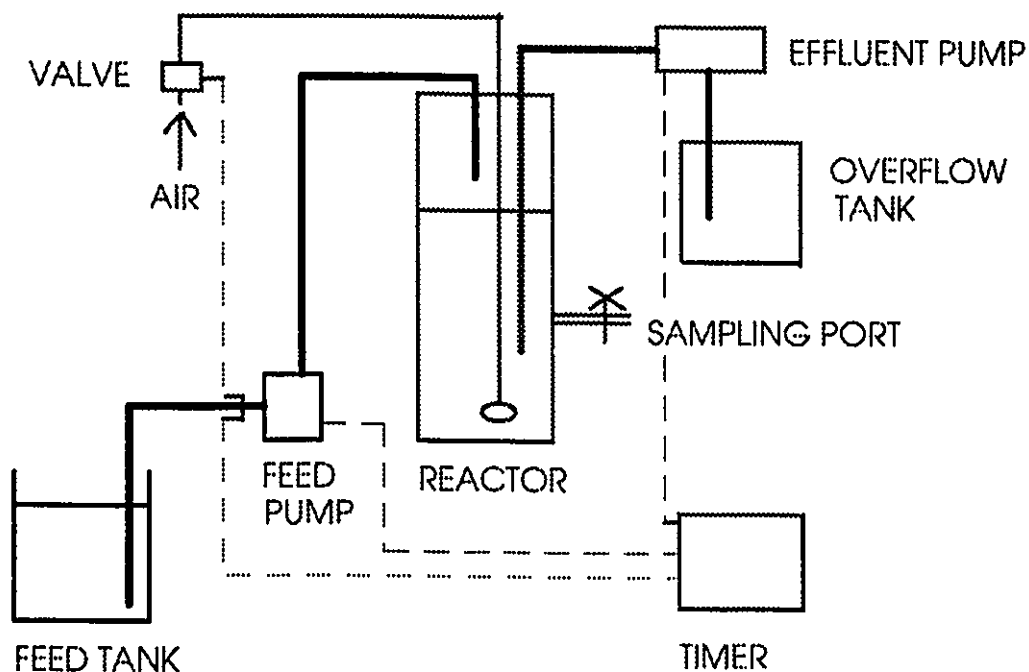 EFFLUENT PUMP
VALVE
AIR
OVERFLOW
TANK
SAMPLING PORT
FEED
PUMP
REACTOR
FEED TANK
TIMER